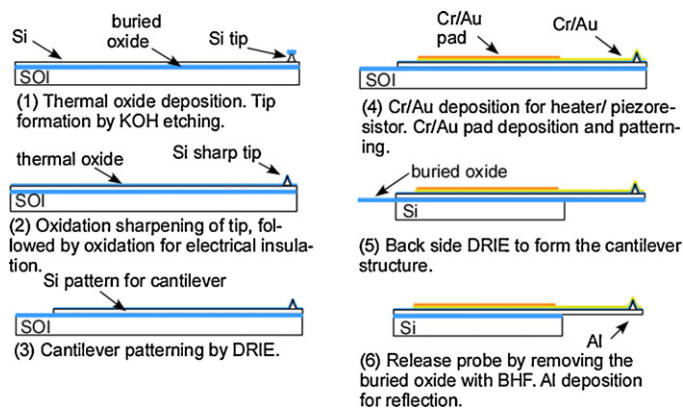 Si
buried
oxide
Si tip
SOI
(1) Thermal oxide deposition. Tip
formation by KOH etching.
thermal oxide
Si sharp tip
SOI
(2) Oxidation sharpening of tip, fol-
lowed by oxidation for electrical insula-
tion.
Si pattern for cantilever
SOI
(3) Cantilever patterning by DRIE.
Cr/Au
pad
Cr/Au
SOI
(4) Cr/Au deposition for heater/ piezore-
sistor. Cr/Au pad deposition and pattern-
ing.
buried oxide
Si
(5) Back side DRIE to form the cantilever
structure.
Si
Al
(6) Release probe by removing the
buried oxide with BHF. Al deposition
for reflection.